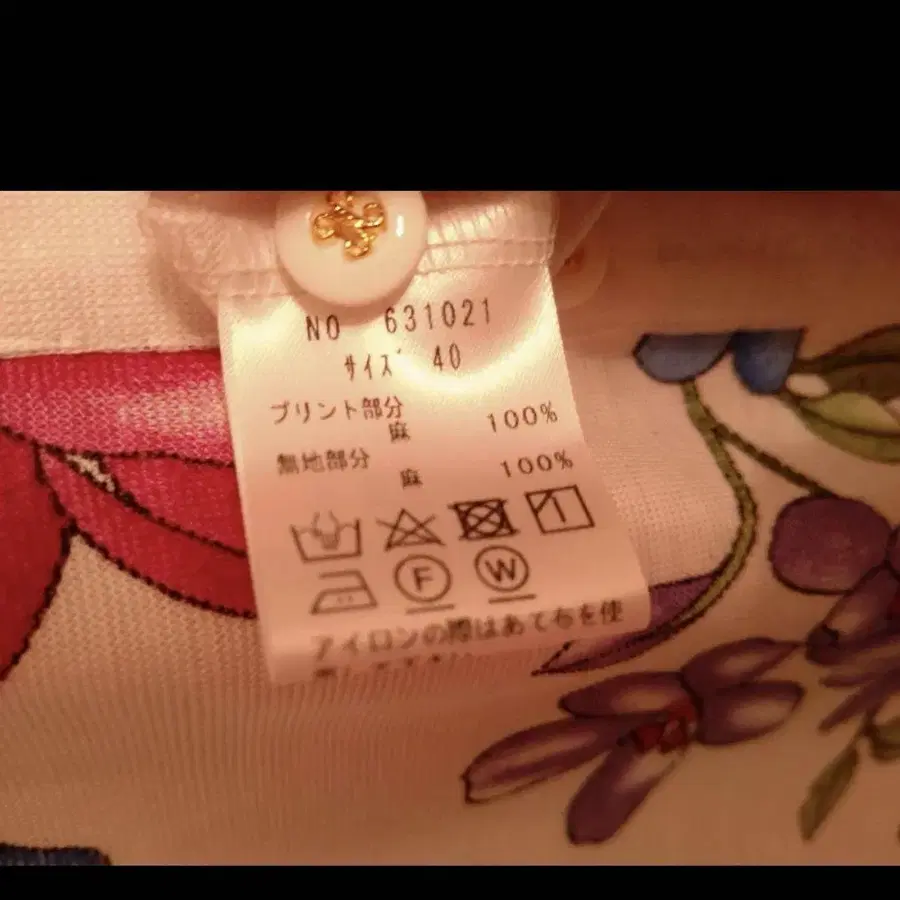 NO 631021
サイズ 40
プリント部分
麻 100%
無地部分
麻 100%
F W
アイロンの際はあて布を使